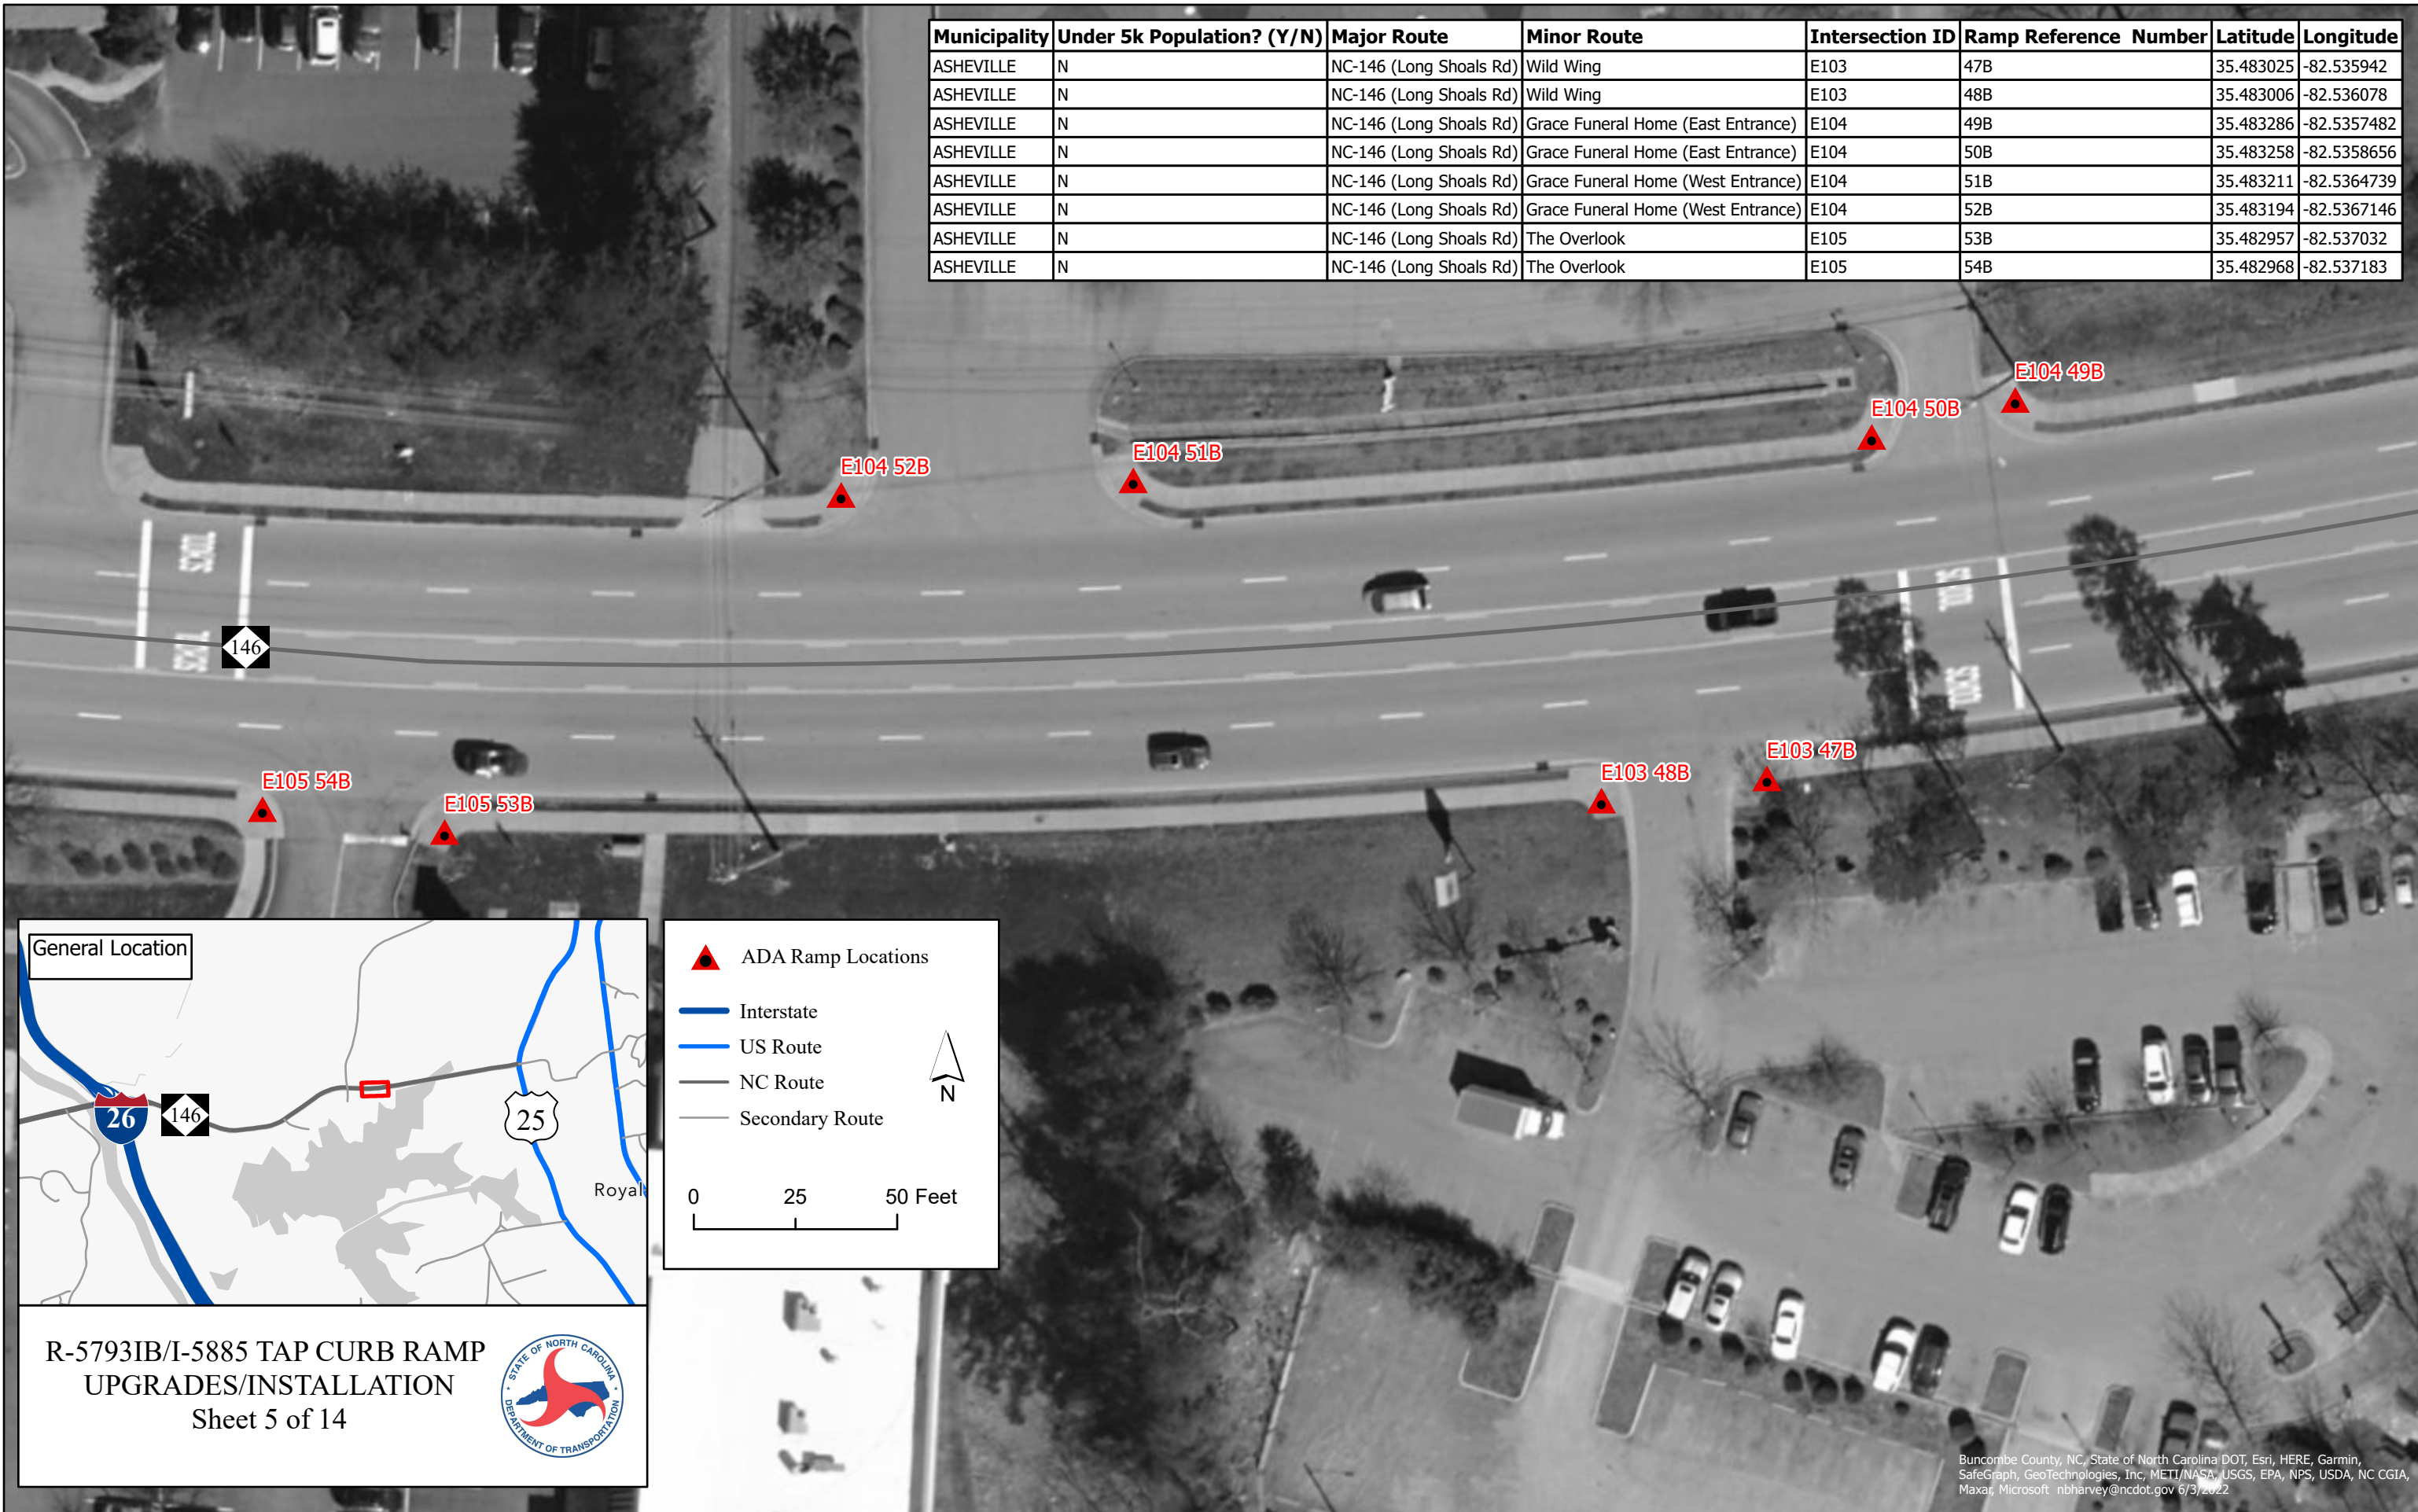 Municipality Under 5k Population? (Y/N) Major Route Minor Route Intersection ID Ramp Reference Number Latitude Longitude
ASHEVILLE N NC-146 (Long Shoals Rd) Wild Wing E103 47B 35.483025 -82.535942
ASHEVILLE N NC-146 (Long Shoals Rd) Wild Wing E103 48B 35.483006 -82.536078
ASHEVILLE N NC-146 (Long Shoals Rd) Grace Funeral Home (East Entrance) E104 49B 35.483286 -82.5357482
ASHEVILLE N NC-146 (Long Shoals Rd) Grace Funeral Home (East Entrance) E104 50B 35.483258 -82.5358656
ASHEVILLE N NC-146 (Long Shoals Rd) Grace Funeral Home (West Entrance) E104 51B 35.483211 -82.5364739
ASHEVILLE N NC-146 (Long Shoals Rd) Grace Funeral Home (West Entrance) E104 52B 35.483194 -82.5367146
ASHEVILLE N NC-146 (Long Shoals Rd) The Overlook E105 53B 35.482957 -82.537032
ASHEVILLE N NC-146 (Long Shoals Rd) The Overlook E105 54B 35.482968 -82.537183
E104 49B
E104 50B
E104 51B
E104 52B
SCHOOL
SCHOOL
146
E103 47B
E103 48B
E105 54B
E105 53B
General Location
26
146
25
Royal
ADA Ramp Locations
Interstate
US Route
NC Route
Secondary Route
N
0 25 50 Feet
R-5793IB/I-5885 TAP CURB RAMP
UPGRADES/INSTALLATION
Sheet 5 of 14
STATE OF NORTH CAROLINA
DEPARTMENT OF TRANSPORTATION
Buncombe County, NC, State of North Carolina DOT, Esri, HERE, Garmin,
SafeGraph, GeoTechnologies, Inc, METI/NASA, USGS, EPA, NPS, USDA, NC CGIA,
Maxar, Microsoft nbharvey@ncdot.gov 6/3/2022